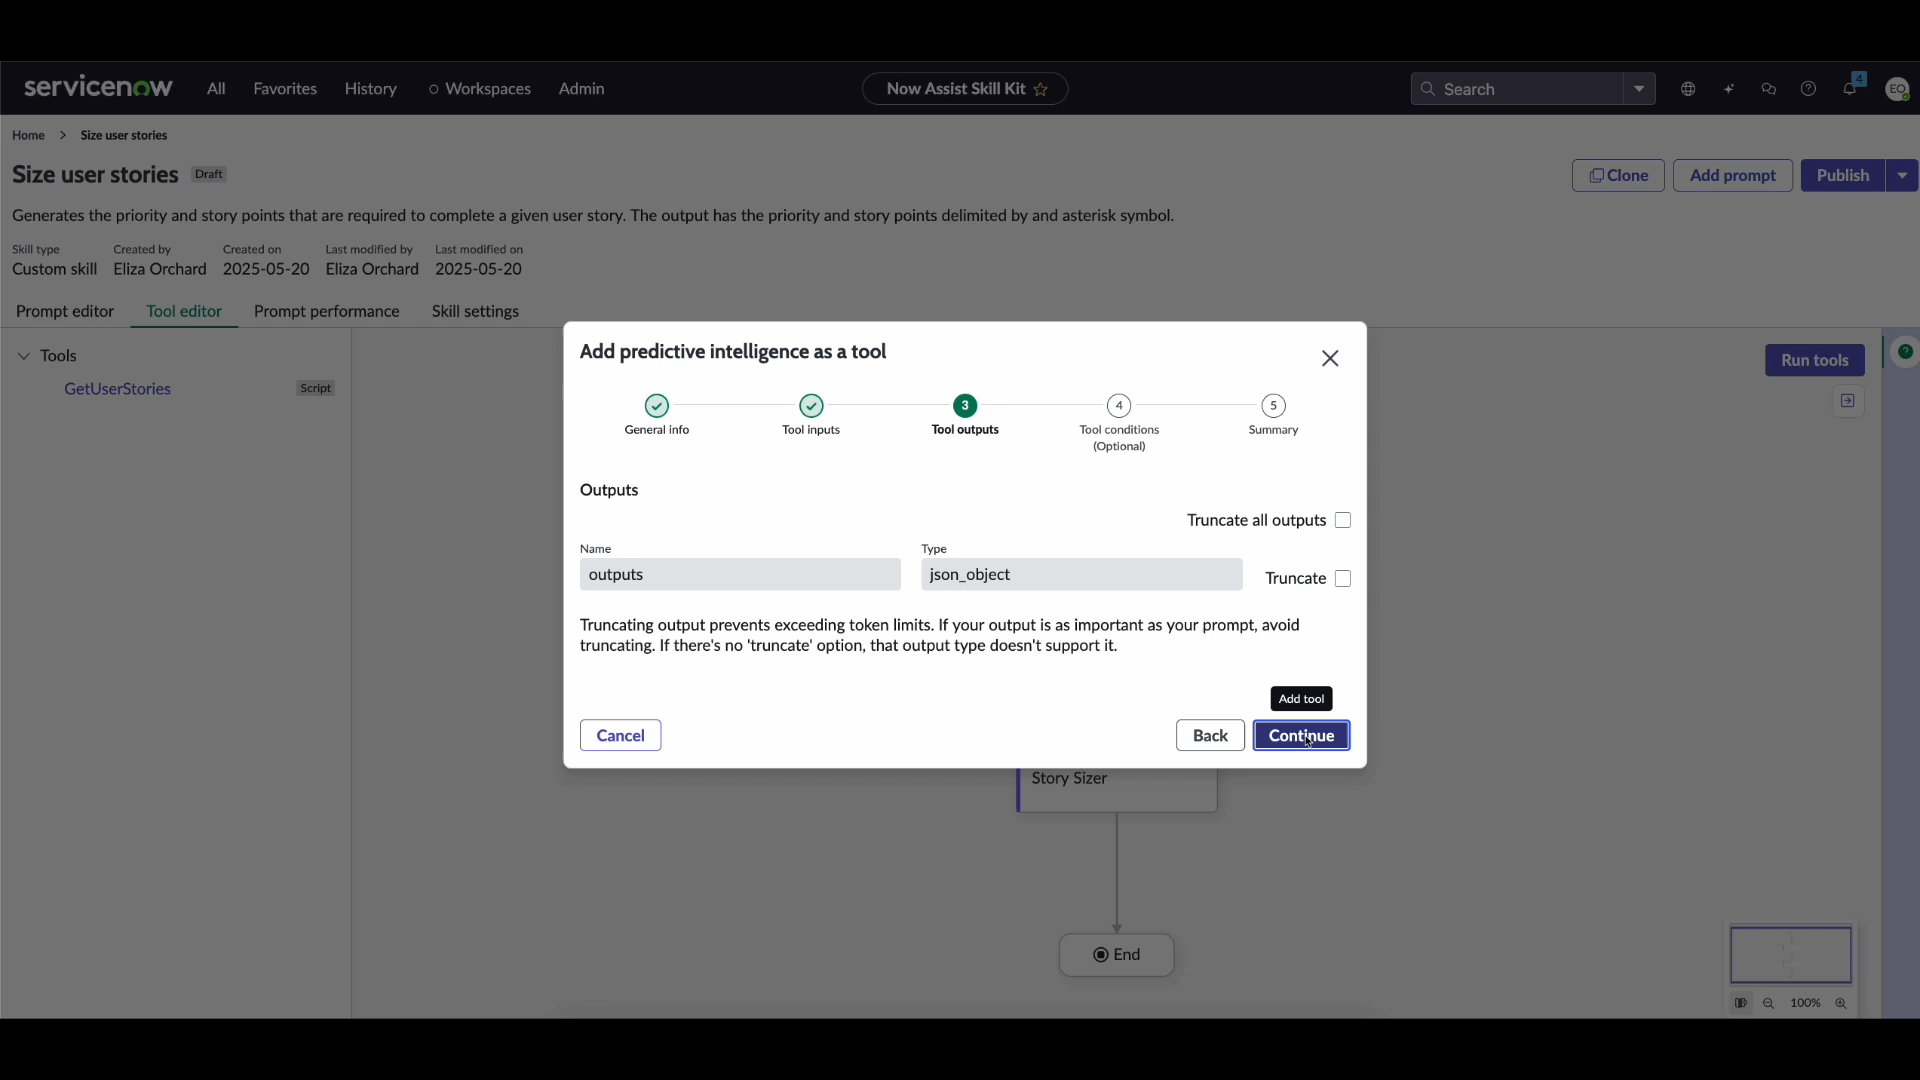 servicenow
All
Favorites
History
Workspaces
Admin
Now Assist Skill Kit
Search
4
EO
Home
Size user stories
Size user stories
Draft
Clone
Add prompt
Publish
Generates the priority and story points that are required to complete a given user story. The output has the priority and story points delimited by and asterisk symbol.
Skill type
Created by
Created on
Last modified by
Last modified on
Custom skill
Eliza Orchard
2025-05-20
Eliza Orchard
2025-05-20
Prompt editor
Tool editor
Prompt performance
Skill settings
Tools
GetUserStories
Script
Run tools
Add predictive intelligence as a tool
3
4
5
General info
Tool inputs
Tool outputs
Tool conditions
(Optional)
Summary
Outputs
Truncate all outputs
Name
Type
outputs
json_object
Truncate
Truncating output prevents exceeding token limits. If your output is as important as your prompt, avoid
truncating. If there's no 'truncate' option, that output type doesn't support it.
Add tool
Cancel
Back
Continue
Story Sizer
End
100%